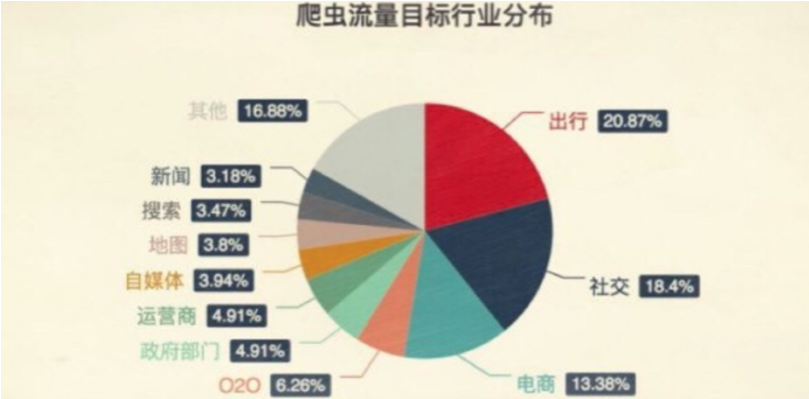 爬虫流量目标行业分布
其他 16.88%
出行 20.87%
新闻 3.18%
搜索 3.47%
地图 3.8%
自媒体 3.94%
社交 18.4%
运营商 4.91%
政府部门 4.91%
O2O 6.26%
电商 13.38%